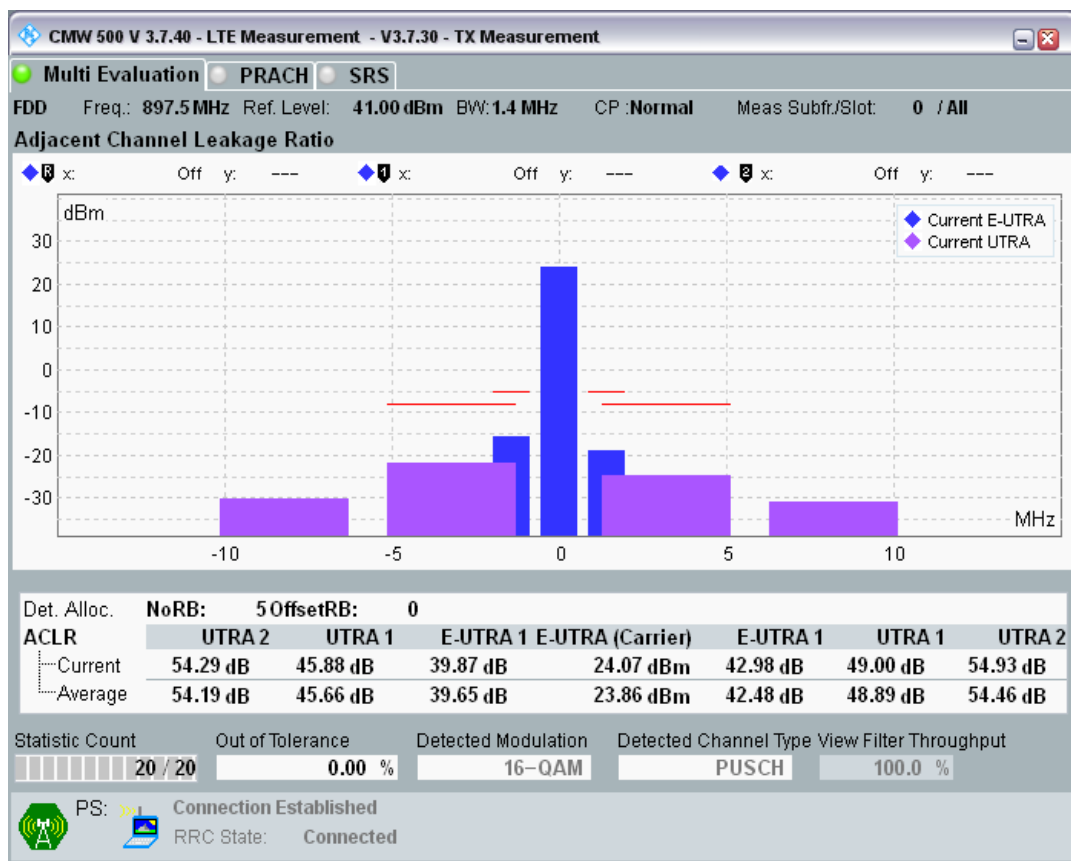 CMW 500 V 3.7.40 - LTE Measurement - V3.7.30 - TX Measurement
Multi Evaluation PRACH SRS
FDD Freq.: 897.5 MHz Ref. Level: 41.00 dBm BW: 1.4 MHz CP :Normal Meas Subfr./Slot: 0 / All
Adjacent Channel Leakage Ratio
R x: Off y: --- 1 x: Off y: --- 2 x: Off y: ---
dBm
Current E-UTRA
Current UTRA
30
20
10
0
-10
-20
-30
MHz
-10 -5 0 5 10
Det. Alloc. NoRB: 5 OffsetRB: 0
ACLR UTRA 2 UTRA 1 E-UTRA 1 E-UTRA (Carrier) E-UTRA 1 UTRA 1 UTRA 2
Current 54.29 dB 45.88 dB 39.87 dB 24.07 dBm 42.98 dB 49.00 dB 54.93 dB
Average 54.19 dB 45.66 dB 39.65 dB 23.86 dBm 42.48 dB 48.89 dB 54.46 dB
Statistic Count Out of Tolerance Detected Modulation Detected Channel Type View Filter Throughput
20 / 20 0.00 % 16-QAM PUSCH 100.0 %
PS: Connection Established
RRC State: Connected